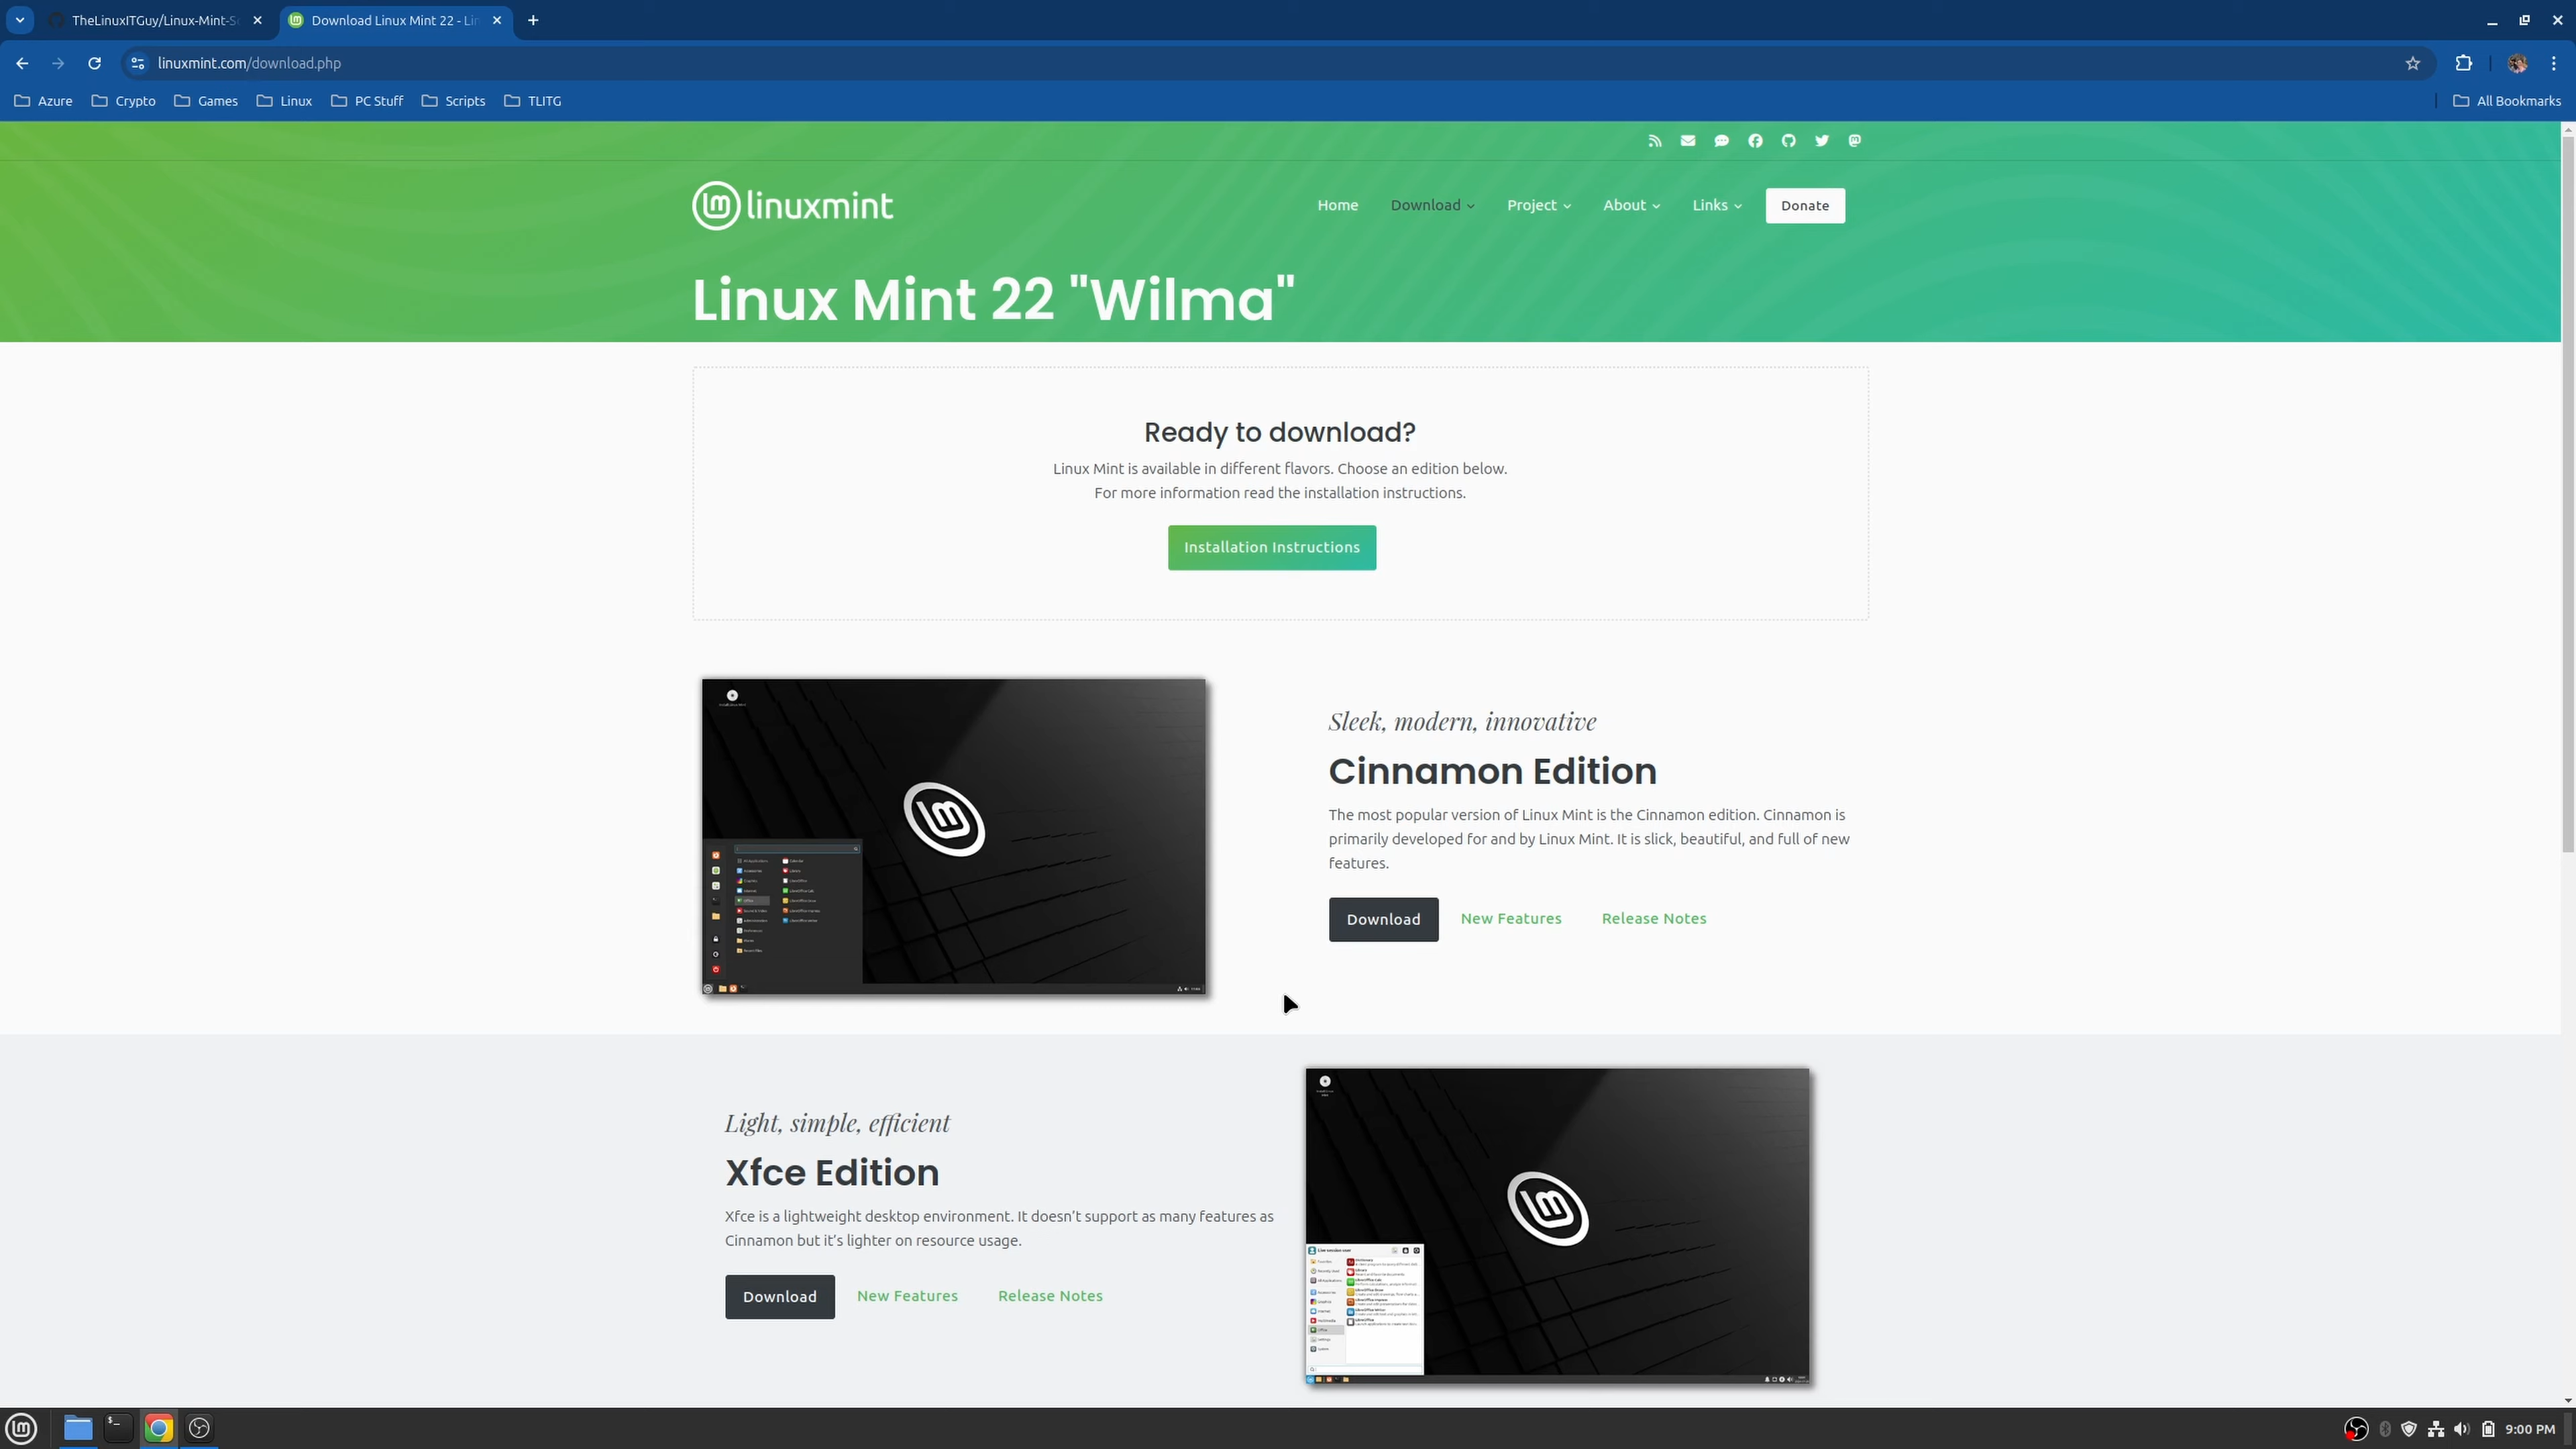 TheLinuxITGuy/Linux-Mint-S
Download Linux Mint 22 - Li
linuxmint.com/download.php
Azure
Crypto
Games
Linux
PC Stuff
Scripts
TLITG
All Bookmarks
linuxmint
Home
Download
Project
About
Links
Donate
Linux Mint 22 "Wilma"
Ready to download?
Linux Mint is available in different flavors. Choose an edition below.
For more information read the installation instructions.
Installation Instructions
Sleek, modern, innovative
Cinnamon Edition
The most popular version of Linux Mint is the Cinnamon edition. Cinnamon is
primarily developed for and by Linux Mint. It is slick, beautiful, and full of new
features.
Download New Features Release Notes
Light, simple, efficient
Xfce Edition
Xfce is a lightweight desktop environment. It doesn't support as many features as
Cinnamon but it's lighter on resource usage.
Download New Features Release Notes
9:00 PM